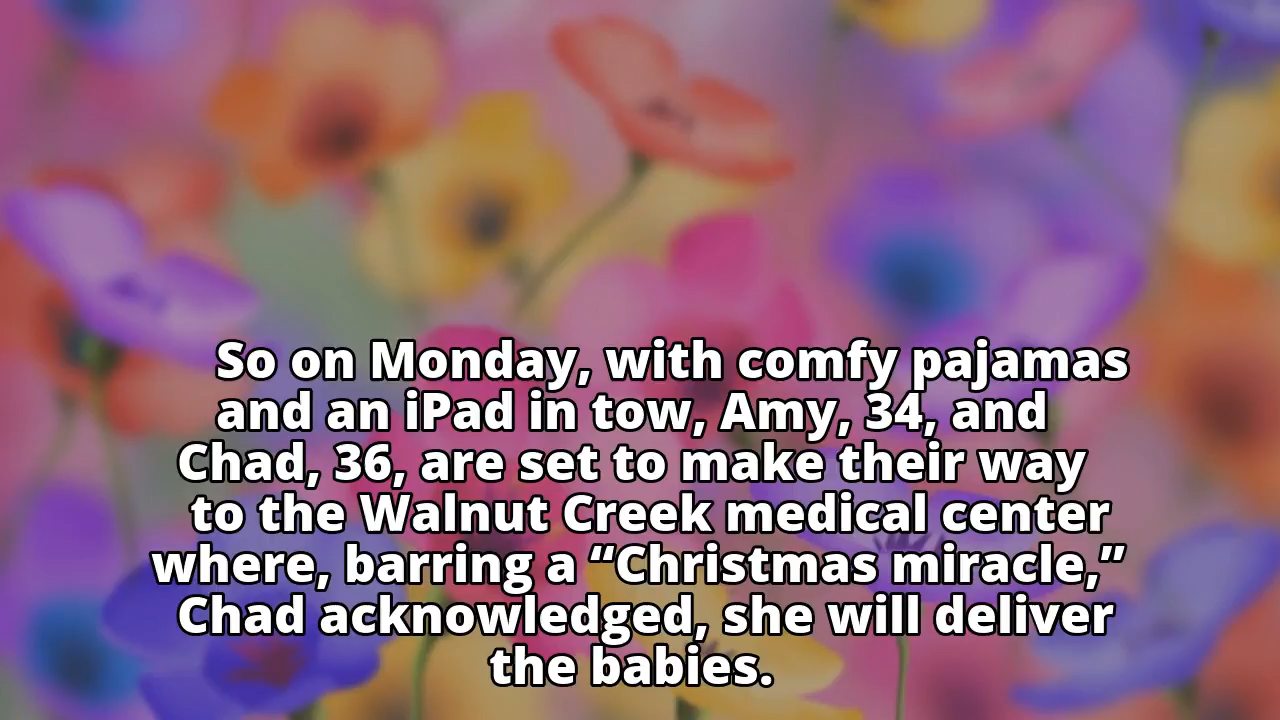 So on Monday, with comfy pajamas
and an iPad in tow, Amy, 34, and
Chad, 36, are set to make their way
to the Walnut Creek medical center
where, barring a “Christmas miracle,”
Chad acknowledged, she will deliver
the babies.